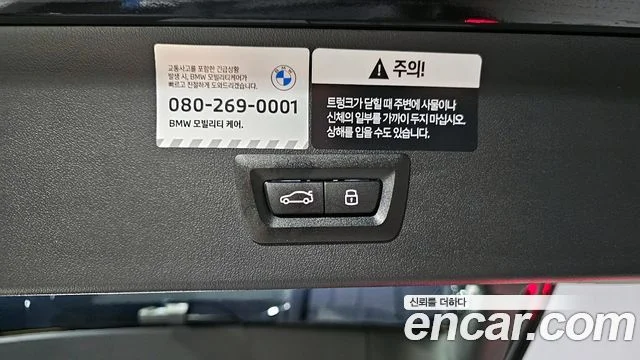 교통사고를 포함한 긴급상황
발생 시, BMW 모빌리티케어가
빠르고 친절하게 도와드리겠습니다.
BMW
080-269-0001
BMW 모빌리티 케어.
주의!
트렁크가 닫힐 때 주변에 사물이나
신체의 일부를 가까이 두지 마십시오.
상해를 입을 수도 있습니다.
신뢰를 더하다
encar.com